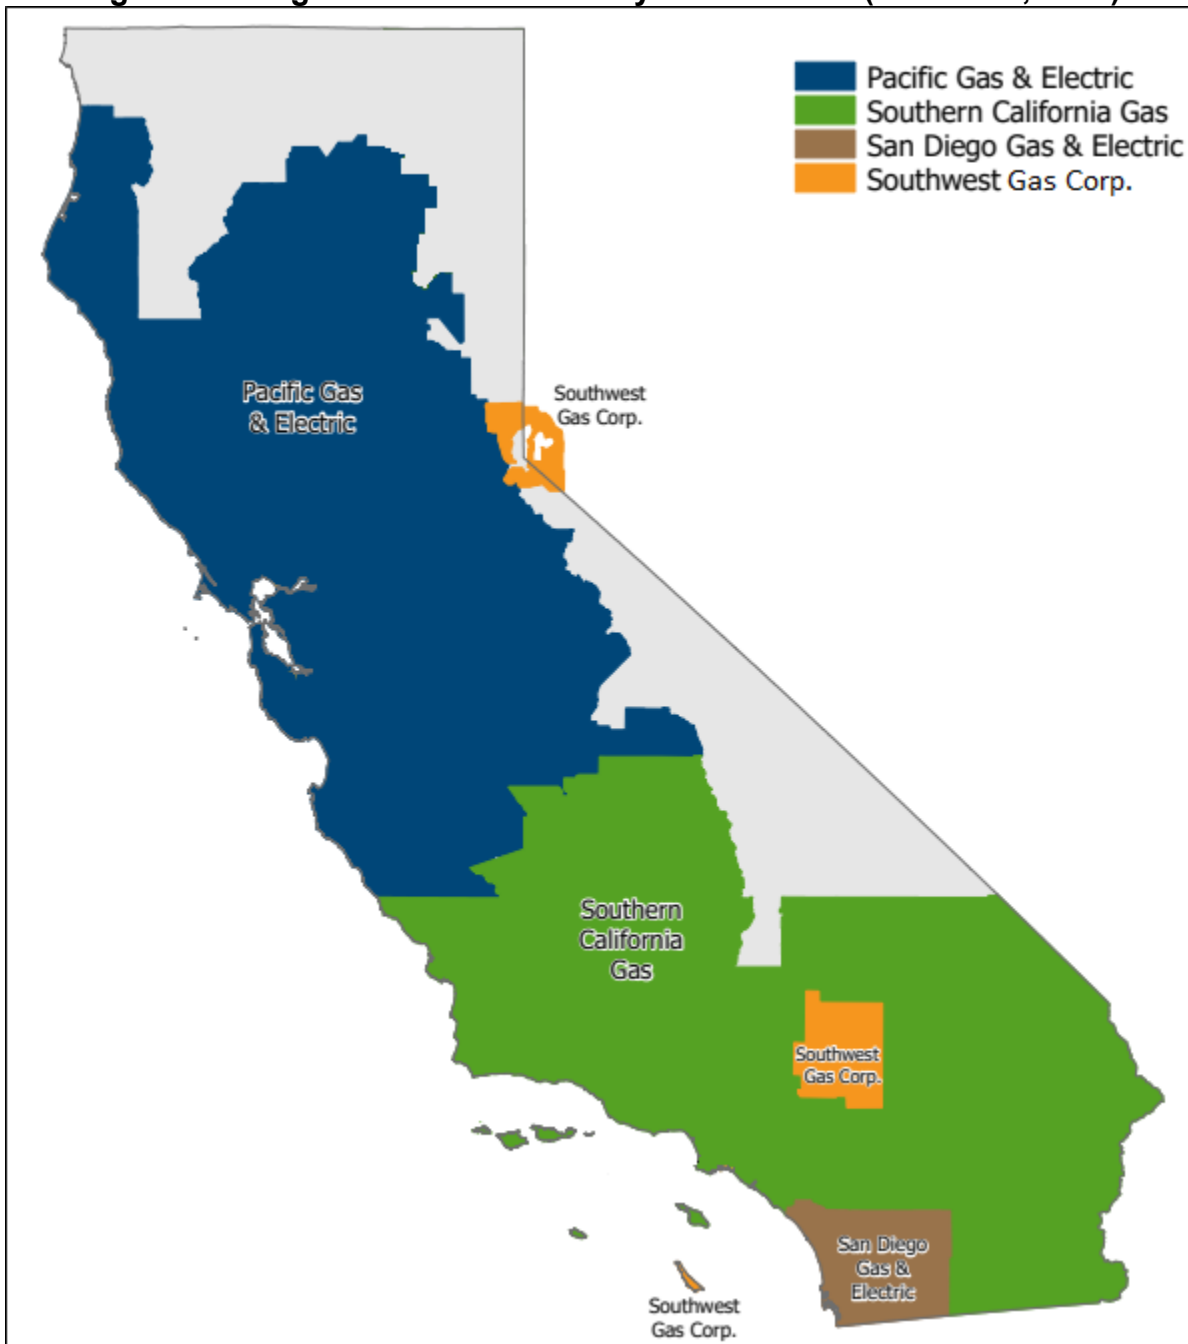 Pacific Gas & Electric
Southern California Gas
San Diego Gas & Electric
Southwest Gas Corp.
Pacific Gas
& Electric
Southwest
Gas Corp.
Southern
California
Gas
Southwest
Gas Corp.
San Diego
Gas &
Electric
Southwest
Gas Corp.